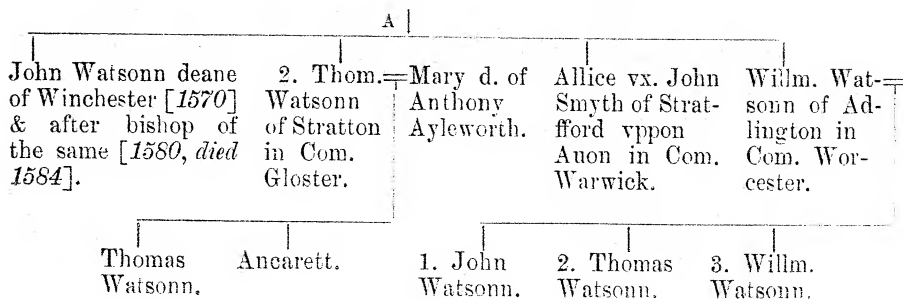 A
John Watsonn deane
of Winchester [1570]
& after bishop of
the same [1580, died
1584].
2. Thom.
Watsonn
of Stratton
in Com.
Gloster.
Mary d. of
Anthony
Ayleworth.
Allice vx. John
Smyth of Strat-
fford vppon
Auon in Com.
Warwick.
Willm. Wat-
sonn of Ad-
lington in
Com. Wor-
cester.
Thomas
Watsonn.
Ancarett.
1. John
Watsonn.
2. Thomas
Watsonn.
3. Willm.
Watsonn.